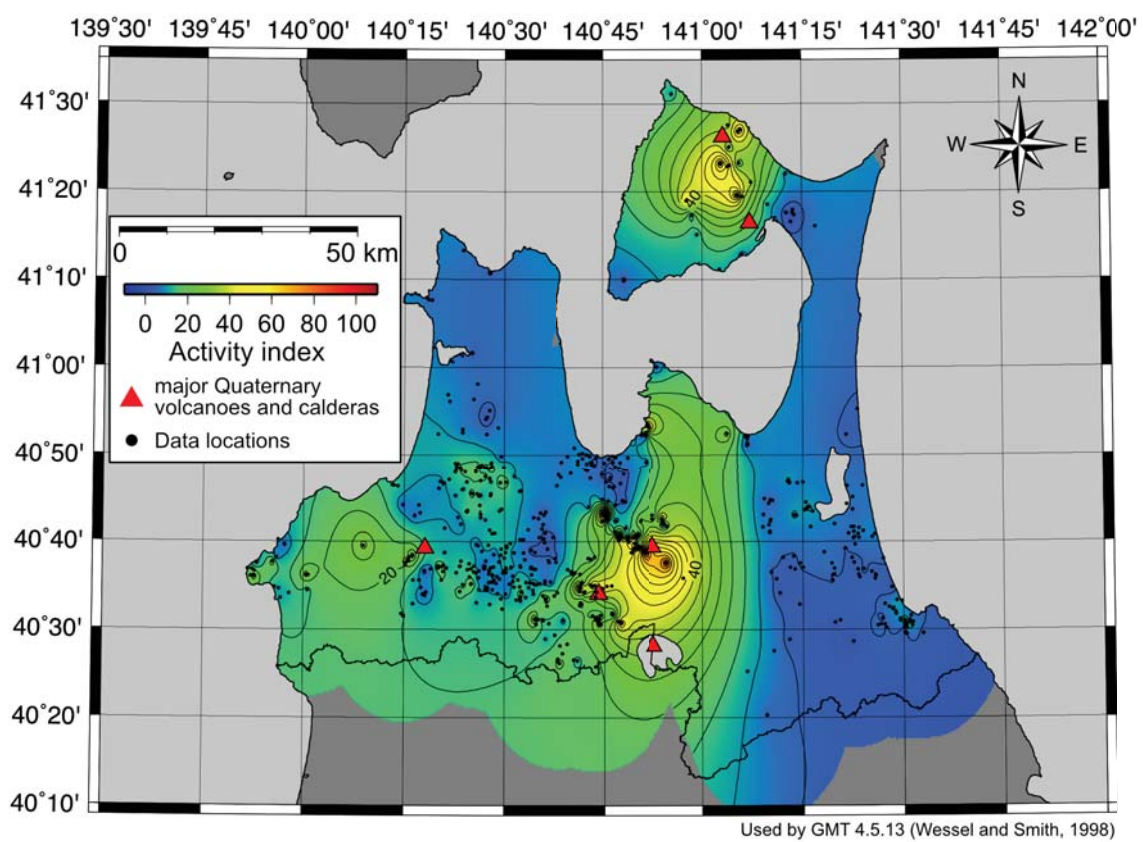 139˚30' 139˚45' 140˚00' 140˚15' 140˚30' 140˚45' 141˚00' 141˚15' 141˚30' 141˚45' 142˚00'
41˚30'
41˚20'
41˚10'
41˚00'
40˚50'
40˚40'
40˚30'
40˚20'
40˚10'
N
W E
S
0 50 km
0 20 40 60 80 100
Activity index
major Quaternary
volcanoes and calderas
Data locations
40
20
40
Used by GMT 4.5.13 (Wessel and Smith, 1998)